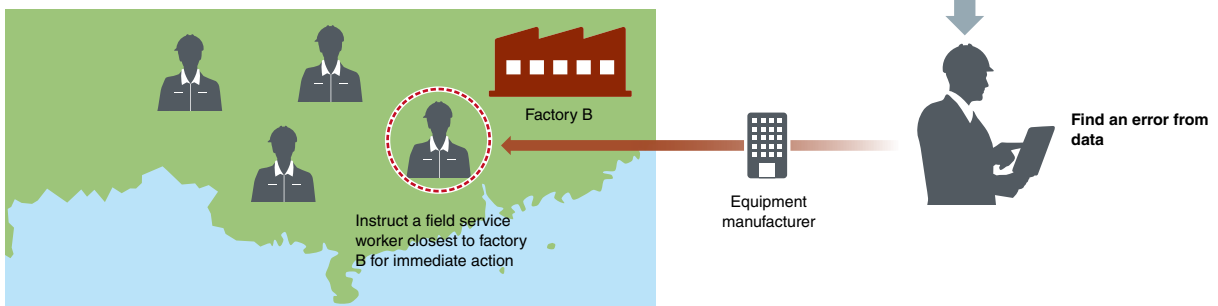 Factory B
Find an error from
data
Equipment
manufacturer
Instruct a field service
worker closest to factory
B for immediate action